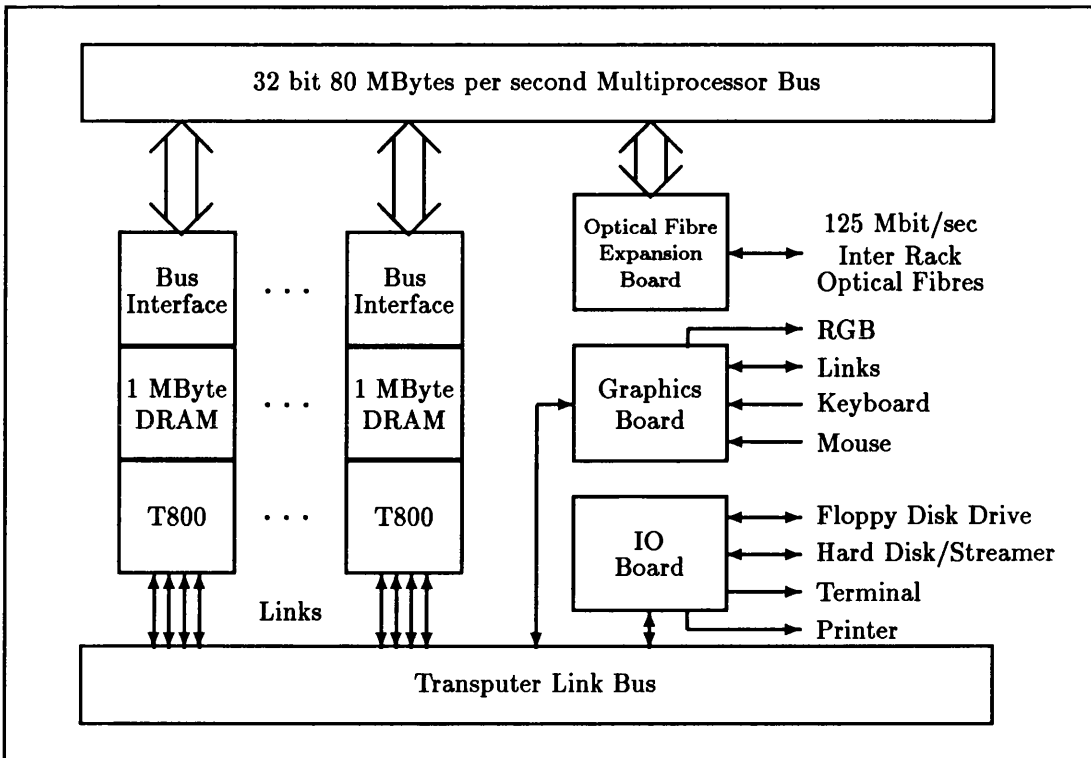 32 bit 80 MBytes per second Multiprocessor Bus
Bus
Interface
. . .
Bus
Interface
Optical Fibre
Expansion
Board
125 Mbit/sec
Inter Rack
Optical Fibres
1 MByte
DRAM
. . .
1 MByte
DRAM
Graphics
Board
RGB
Links
Keyboard
Mouse
T800
. . .
T800
IO
Board
Floppy Disk Drive
Hard Disk/Streamer
Terminal
Printer
Links
Transputer Link Bus